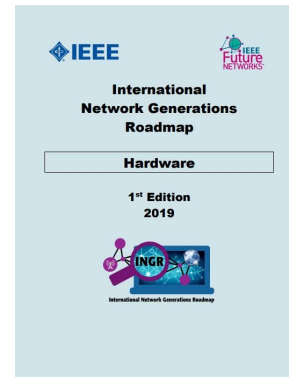 IEEE
IEEE
Future
NETWORKS
International
Network Generations
Roadmap
Hardware
1st Edition
2019
INGR
International Network Generations Roadmap